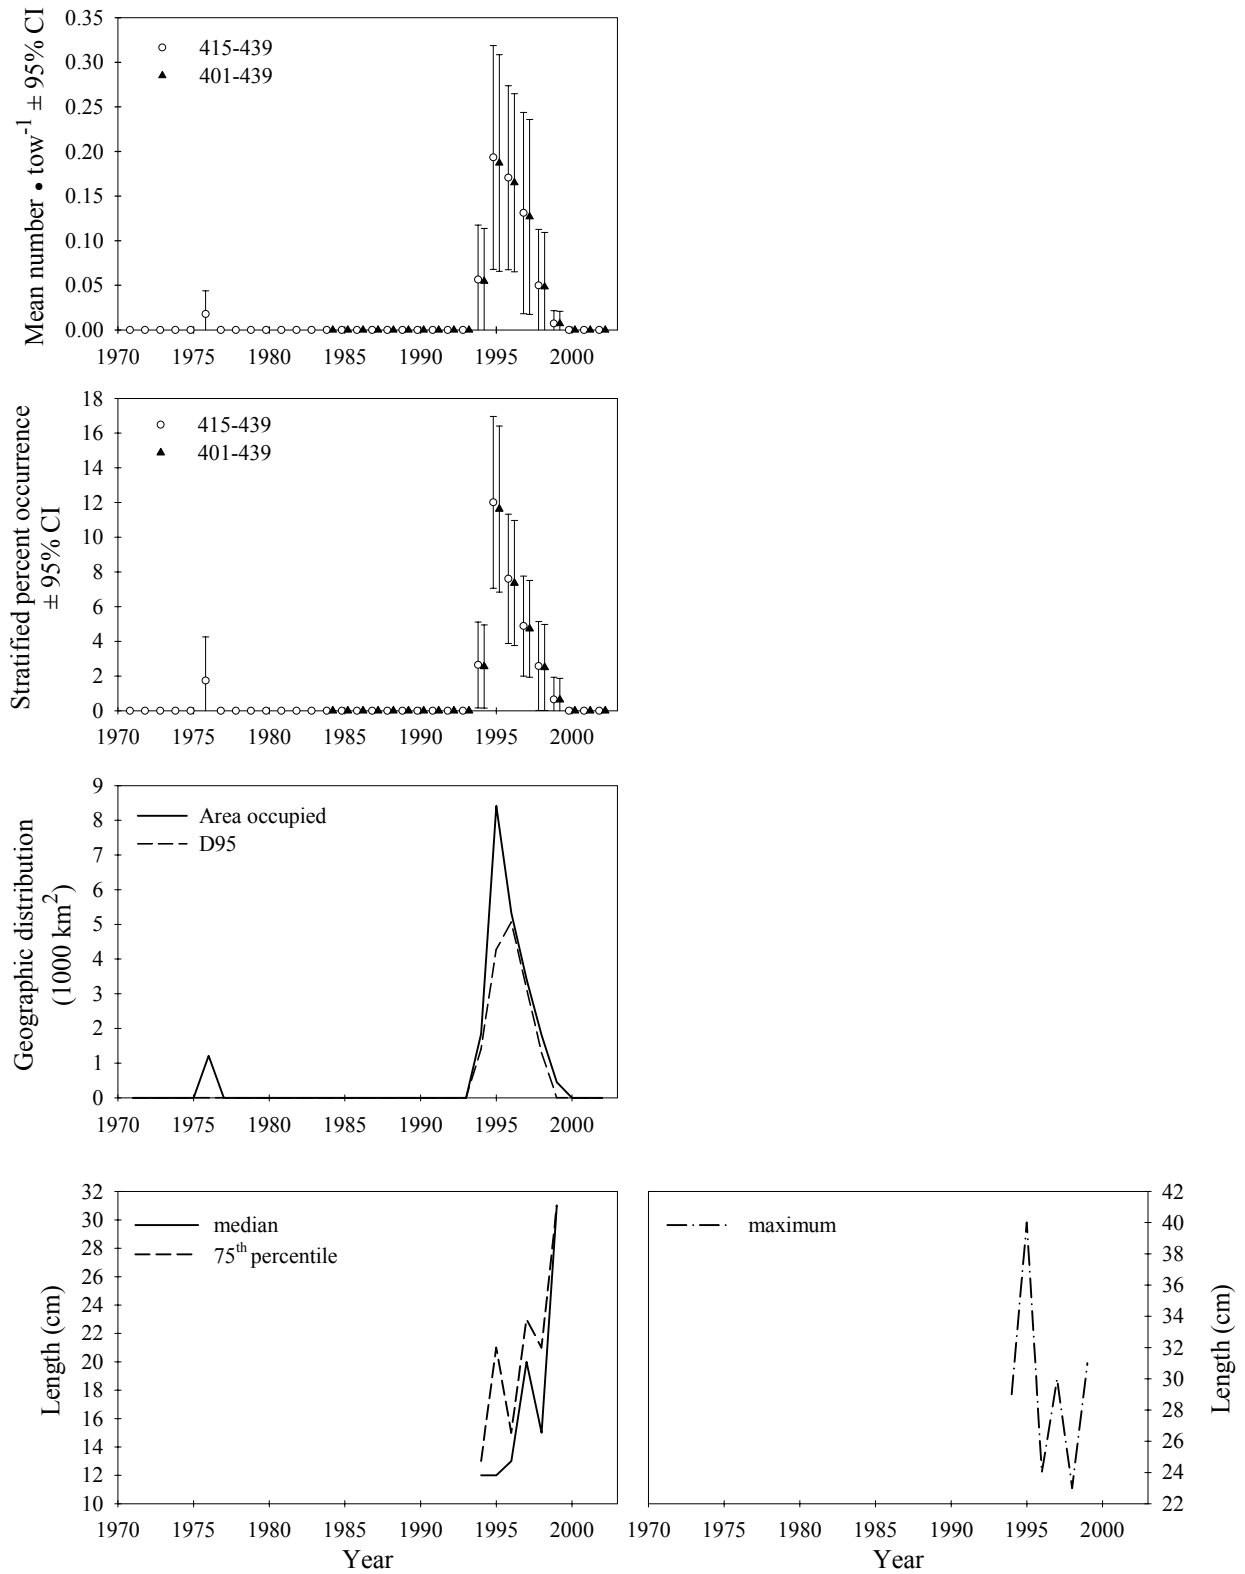 Mean number • tow-1 ± 95% CI
0.35
0.30
0.25
0.20
0.15
0.10
0.05
0.00
415-439
401-439
1970 1975 1980 1985 1990 1995 2000
Stratified percent occurrence
± 95% CI
18
16
14
12
10
8
6
4
2
0
415-439
401-439
1970 1975 1980 1985 1990 1995 2000
Geographic distribution
(1000 km2)
9
8
7
6
5
4
3
2
1
0
Area occupied
D95
1970 1975 1980 1985 1990 1995 2000
Length (cm)
32
30
28
26
24
22
20
18
16
14
12
10
median
75th percentile
1970 1975 1980 1985 1990 1995 2000
Year
maximum
42
40
38
36
34
32
30
28
26
24
22
Length (cm)
1970 1975 1980 1985 1990 1995 2000
Year